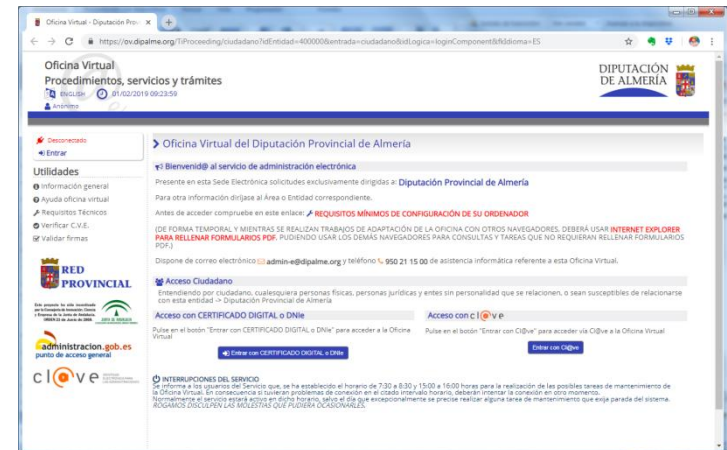 Oficina Virtual - Diputación Prov
https://ov.dipalme.org/TiProceeding/ciudadano?idEntidad=400000&entrada=ciudadano&idLogica=loginComponent&fkIdioma=ES
Oficina Virtual
Procedimientos, servicios y trámites
ENGLISH 01/02/2019 09:23:59
Anónimo
DIPUTACIÓN
DE ALMERÍA
Desconectado
Entrar
Utilidades
Información general
Ayuda oficina virtual
Requisitos Técnicos
Verificar C.V.E.
Validar firmas
RED
PROVINCIAL
administracion.gob.es
punto de acceso general
cl@ve
Oficina Virtual del Diputación Provincial de Almería
Bienvenid@ al servicio de administración electrónica
Presente en esta Sede Electrónica solicitudes exclusivamente dirigidas a: Diputación Provincial de Almería
Para otra información diríjase al Área o Entidad correspondiente.
Antes de acceder compruebe en este enlace: REQUISITOS MÍNIMOS DE CONFIGURACIÓN DE SU ORDENADOR
(DE FORMA TEMPORAL Y MIENTRAS SE REALIZAN TRABAJOS DE ADAPTACIÓN DE LA OFICINA CON OTROS NAVEGADORES. DEBERÁ USAR INTERNET EXPLORER
PARA RELLENAR FORMULARIOS PDF. PUDIENDO USAR LOS DEMÁS NAVEGADORES PARA CONSULTAS Y TAREAS QUE NO REQUIERAN RELLENAR FORMULARIOS
PDF.)
Dispone de correo electrónico admin-e@dipalme.org y teléfono 950 21 15 00 de asistencia informática referente a esta Oficina Virtual.
Acceso Ciudadano
Entendiendo por ciudadano, cualesquiera personas físicas, personas jurídicas y entes sin personalidad que se relacionen, o sean susceptibles de relacionarse
con esta entidad -> Diputación Provincial de Almería
Acceso con CERTIFICADO DIGITAL o DNIe
Pulse en el botón "Entrar con CERTIFICADO DIGITAL o DNIe" para acceder a la Oficina
Virtual
Entrar con CERTIFICADO DIGITAL o DNIe
Acceso con cl@ve
Pulse en el botón "Entrar con Cl@ve" para acceder vía Cl@ve a la Oficina Virtual
Entrar con Cl@ve
INTERRUPCIONES DEL SERVICIO
Se informa a los usuarios del Servicio que, se ha establecido el horario de 7:30 a 8:30 y 15:00 a 16:00 horas para la realización de las posibles tareas de mantenimiento de
la Oficina Virtual. En consecuencia si tuvieran problemas de conexión en el citado intervalo horario, deberán intentar la conexión en otro momento.
Normalmente el servicio estará activo en dicho horario, salvo el día que excepcionalmente se precise realizar alguna tarea de mantenimiento que exija parada del sistema.
ROGAMOS DISCULPEN LAS MOLESTIAS QUE PUDIERA OCASIONARLES.